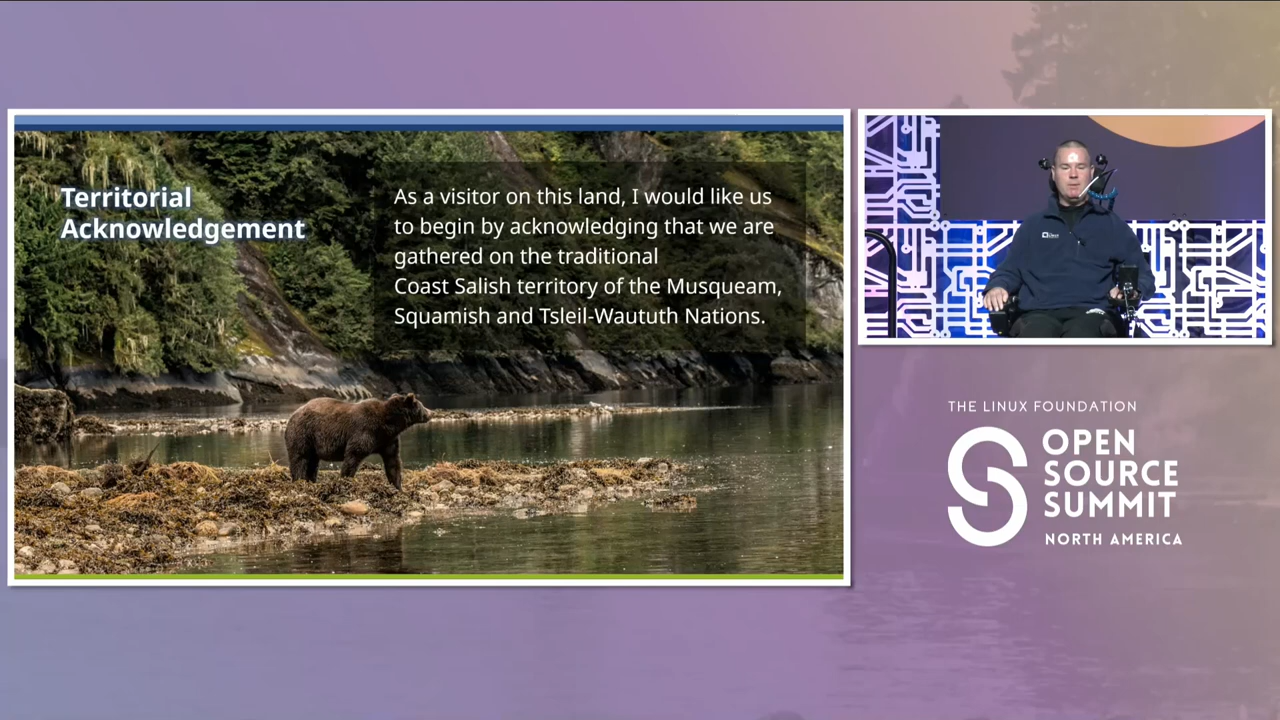 Territorial
Acknowledgement
As a visitor on this land, I would like us
to begin by acknowledging that we are
gathered on the traditional
Coast Salish territory of the Musqueam,
Squamish and Tsleil-Waututh Nations.
THE LINUX FOUNDATION
OPEN
SOURCE
SUMMIT
NORTH AMERICA